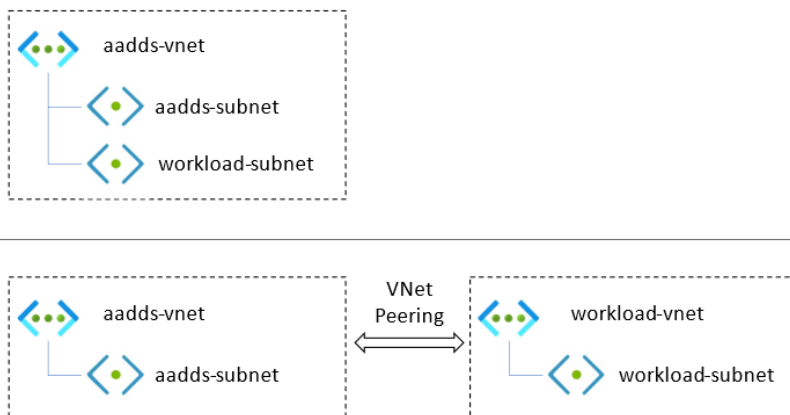 aadds-vnet
aadds-subnet
workload-subnet
aadds-vnet
aadds-subnet
VNet
Peering
workload-vnet
workload-subnet